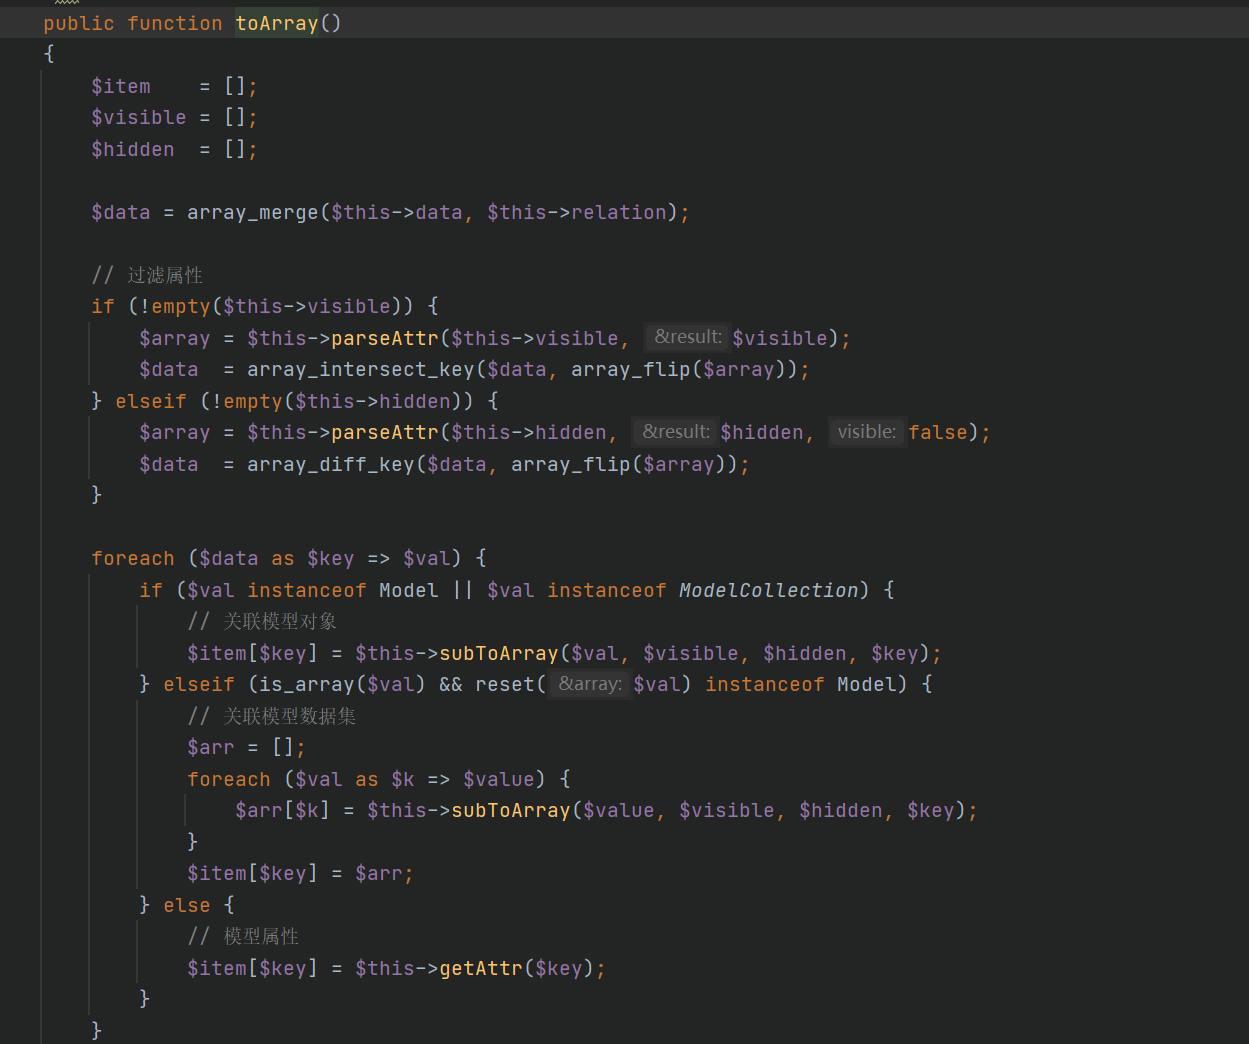 public function toArray()
{
    $item    = [];
    $visible = [];
    $hidden  = [];

    $data = array_merge($this->data, $this->relation);

    // 过滤属性
    if (!empty($this->visible)) {
        $array = $this->parseAttr($this->visible, &result: $visible);
        $data  = array_intersect_key($data, array_flip($array));
    } elseif (!empty($this->hidden)) {
        $array = $this->parseAttr($this->hidden, &result: $hidden, visible: false);
        $data  = array_diff_key($data, array_flip($array));
    }

    foreach ($data as $key => $val) {
        if ($val instanceof Model || $val instanceof ModelCollection) {
            // 关联模型对象
            $item[$key] = $this->subToArray($val, $visible, $hidden, $key);
        } elseif (is_array($val) && reset( &array: $val) instanceof Model) {
            // 关联模型数据集
            $arr = [];
            foreach ($val as $k => $value) {
                $arr[$k] = $this->subToArray($value, $visible, $hidden, $key);
            }
            $item[$key] = $arr;
        } else {
            // 模型属性
            $item[$key] = $this->getAttr($key);
        }
    }